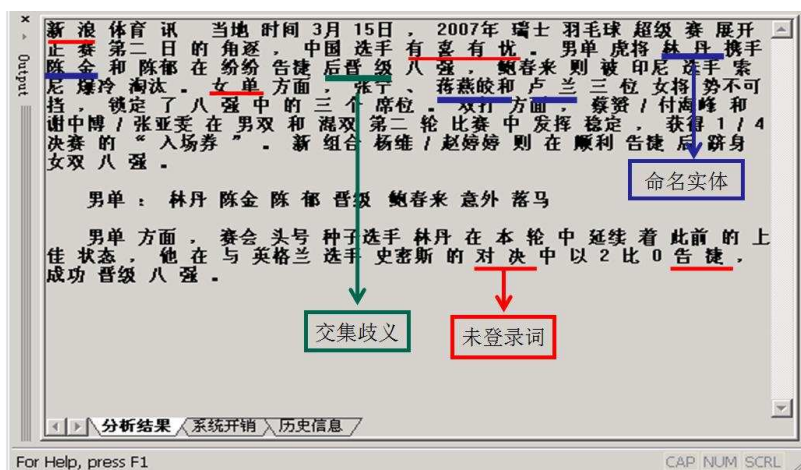 Output
新 浪 体育 讯 当地 时间 3月 15日 , 2007年 瑞士 羽毛球 超级 赛 展开
正 赛 第二 日 的 角逐 , 中国 选手 有 喜 有 忧 . 男单 虎将 林 丹 携手
陈 金 和 陈郁 在 纷纷 告捷 后晋 级 八 强 , 鲍春来 则 被 印尼 选手 索
尼 爆冷 淘汰 . 女 单 方面 , 张宁 、 蒋燕皎和 卢 兰 三 位 女将 势不可
挡 , 锁定 了 八 强 中 的 三 个 席位 . 双打 方面 , 蔡赟 / 付海峰 和
谢中博 / 张亚雯 在 男双 和 混双 第二 轮 比赛 中 发挥 稳定 , 获得 1 / 4
决赛 的 “ 入场券 ” . 新 组合 杨维 / 赵婷婷 则 在 顺利 告捷 后 跻身
女双 八 强 .
命名实体
男单 : 林丹 陈金 陈 郁 晋级 鲍春来 意外 落马
男单 方面 , 赛会 头号 种子选手 林丹 在 本 轮 中 延续 着 此前 的 上
佳 状态 , 他 在 与 英格兰 选手 史密斯 的 对 决 中 以 2 比 0 告 捷 ,
成功 晋级 八 强 .
交集歧义
未登录词
分析结果 系统开销 历史信息
For Help, press F1
CAP NUM SCRL